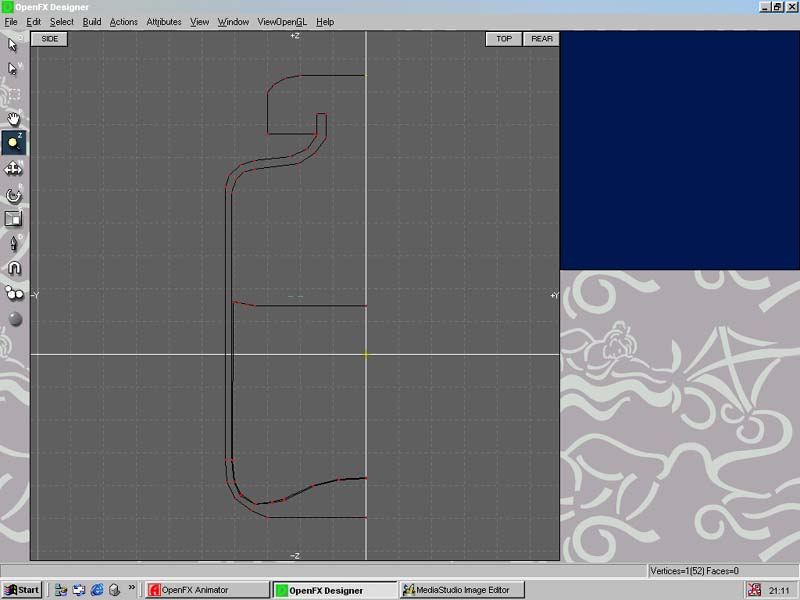 OpenFX Designer
File Edit Select Build Actions Attributes View Window ViewOpenGL Help
SIDE +Z TOP REAR
-Y +Y
-Z
Vertices=1(52) Faces=0
Start » OpenFX Animator OpenFX Designer MediaStudio Image Editor 21:11